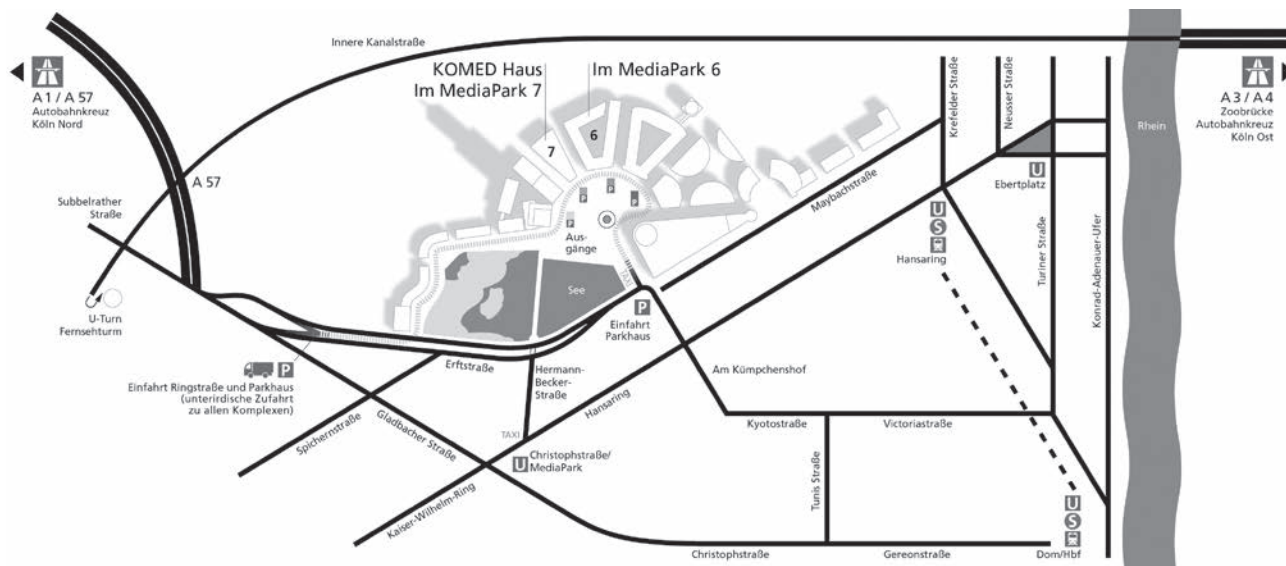 Innere Kanalstraße
A 1 / A 57
Autobahnkreuz
Köln Nord
KOMED Haus
Im MediaPark 7
Im MediaPark 6
A 3 / A 4
Zoobrücke
Autobahnkreuz
Köln Ost
Rhein
Krefelder Straße
Neusser Straße
6
7
A 57
Subbelrather
Straße
P
P
P
P
Aus-
gänge
Maybachstraße
U
Ebertplatz
U
S
Hansaring
Turiner Straße
Konrad-Adenauer-Ufer
TAXI
See
U-Turn
Fernsehturm
P
Einfahrt
Parkhaus
P
Einfahrt Ringstraße und Parkhaus
(unterirdische Zufahrt
zu allen Komplexen)
Erftstraße
Hermann-
Becker-
Straße
Hansaring
Am Kümpchenshof
Spichernstraße
Gladbacher Straße
TAXI
U
Christophstraße/
MediaPark
Kyotostraße
Victoriastraße
Tunis Straße
Kaiser-Wilhelm-Ring
U
S
Christophstraße
Gereonstraße
Dom/Hbf